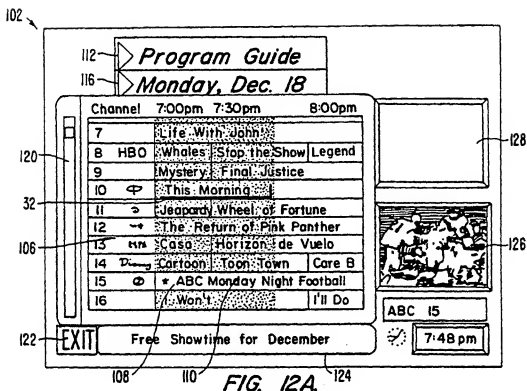 102
112
Program Guide
116
Monday, Dec. 18
Channel 7:00pm 7:30pm 8:00pm
7 Life With John
8 HBO Whales Stop the Show Legend
9 Mystery Final Justice
10 This Morning
11 Jeopardy Wheel of Fortune
12 The Return of Pink Panther
13 Casa Horizon de Vuelo
14 Cartoon Toon Town Care B
15 * ABC Monday Night Football
16 Won't I'll Do
120
32
106
128
126
ABC 15
7:48 pm
122
EXIT
Free Showtime for December
108
110
124
FIG. 12A.